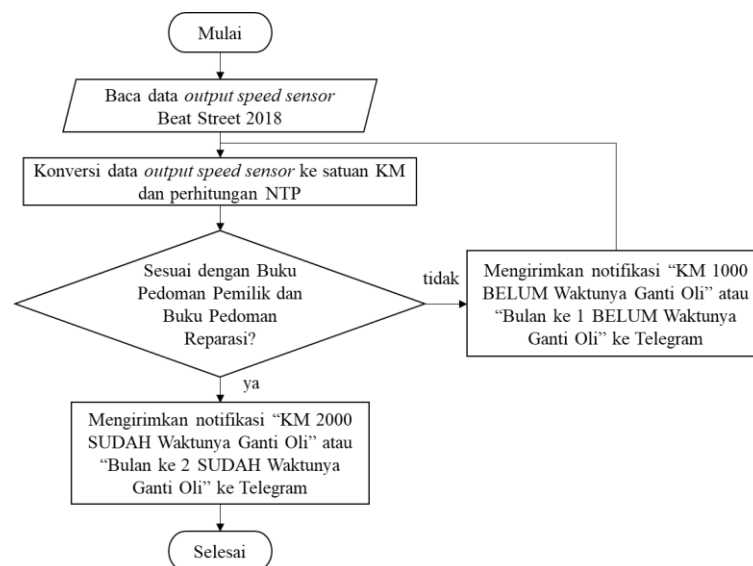 Mulai
Baca data output speed sensor
Beat Street 2018
Konversi data output speed sensor ke satuan KM
dan perhitungan NTP
Sesuai dengan Buku
Pedoman Pemilik dan
Buku Pedoman
Reparasi?
tidak
Mengirimkan notifikasi “KM 1000
BELUM Waktunya Ganti Oli” atau
“Bulan ke 1 BELUM Waktunya
Ganti Oli” ke Telegram
ya
Mengirimkan notifikasi “KM 2000
SUDAH Waktunya Ganti Oli” atau
“Bulan ke 2 SUDAH Waktunya
Ganti Oli” ke Telegram
Selesai